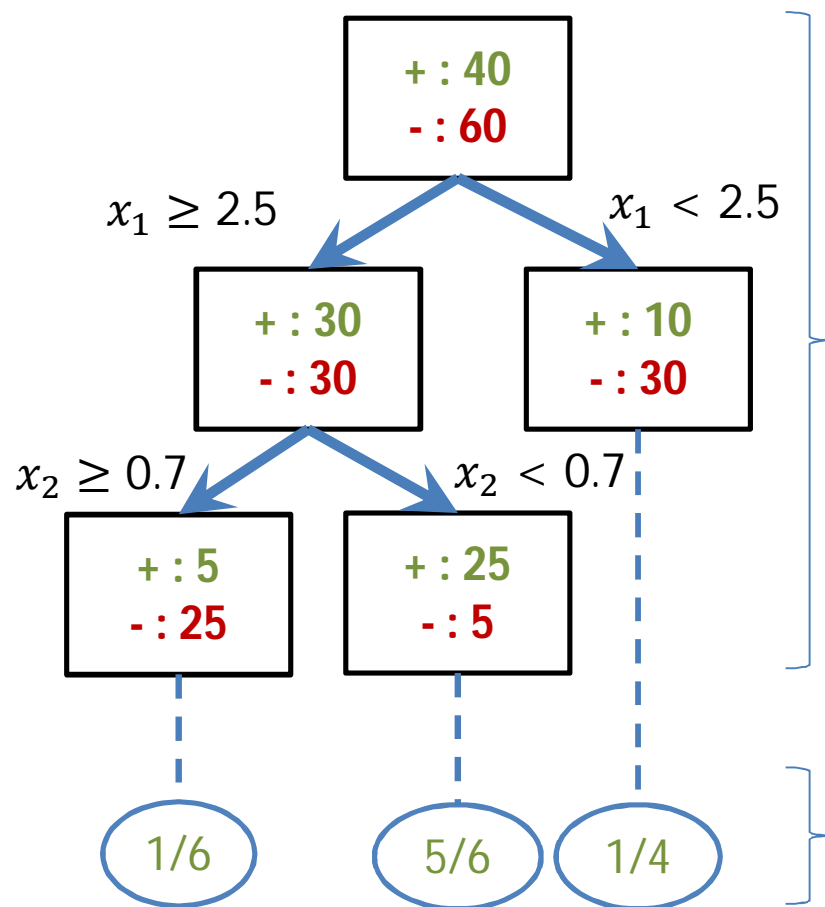 + : 40
- : 60
𝑥₁ ≥ 2.5
𝑥₁ < 2.5
+ : 30
- : 30
+ : 10
- : 30
𝑥₂ ≥ 0.7
𝑥₂ < 0.7
+ : 5
- : 25
+ : 25
- : 5
1/6
5/6
1/4